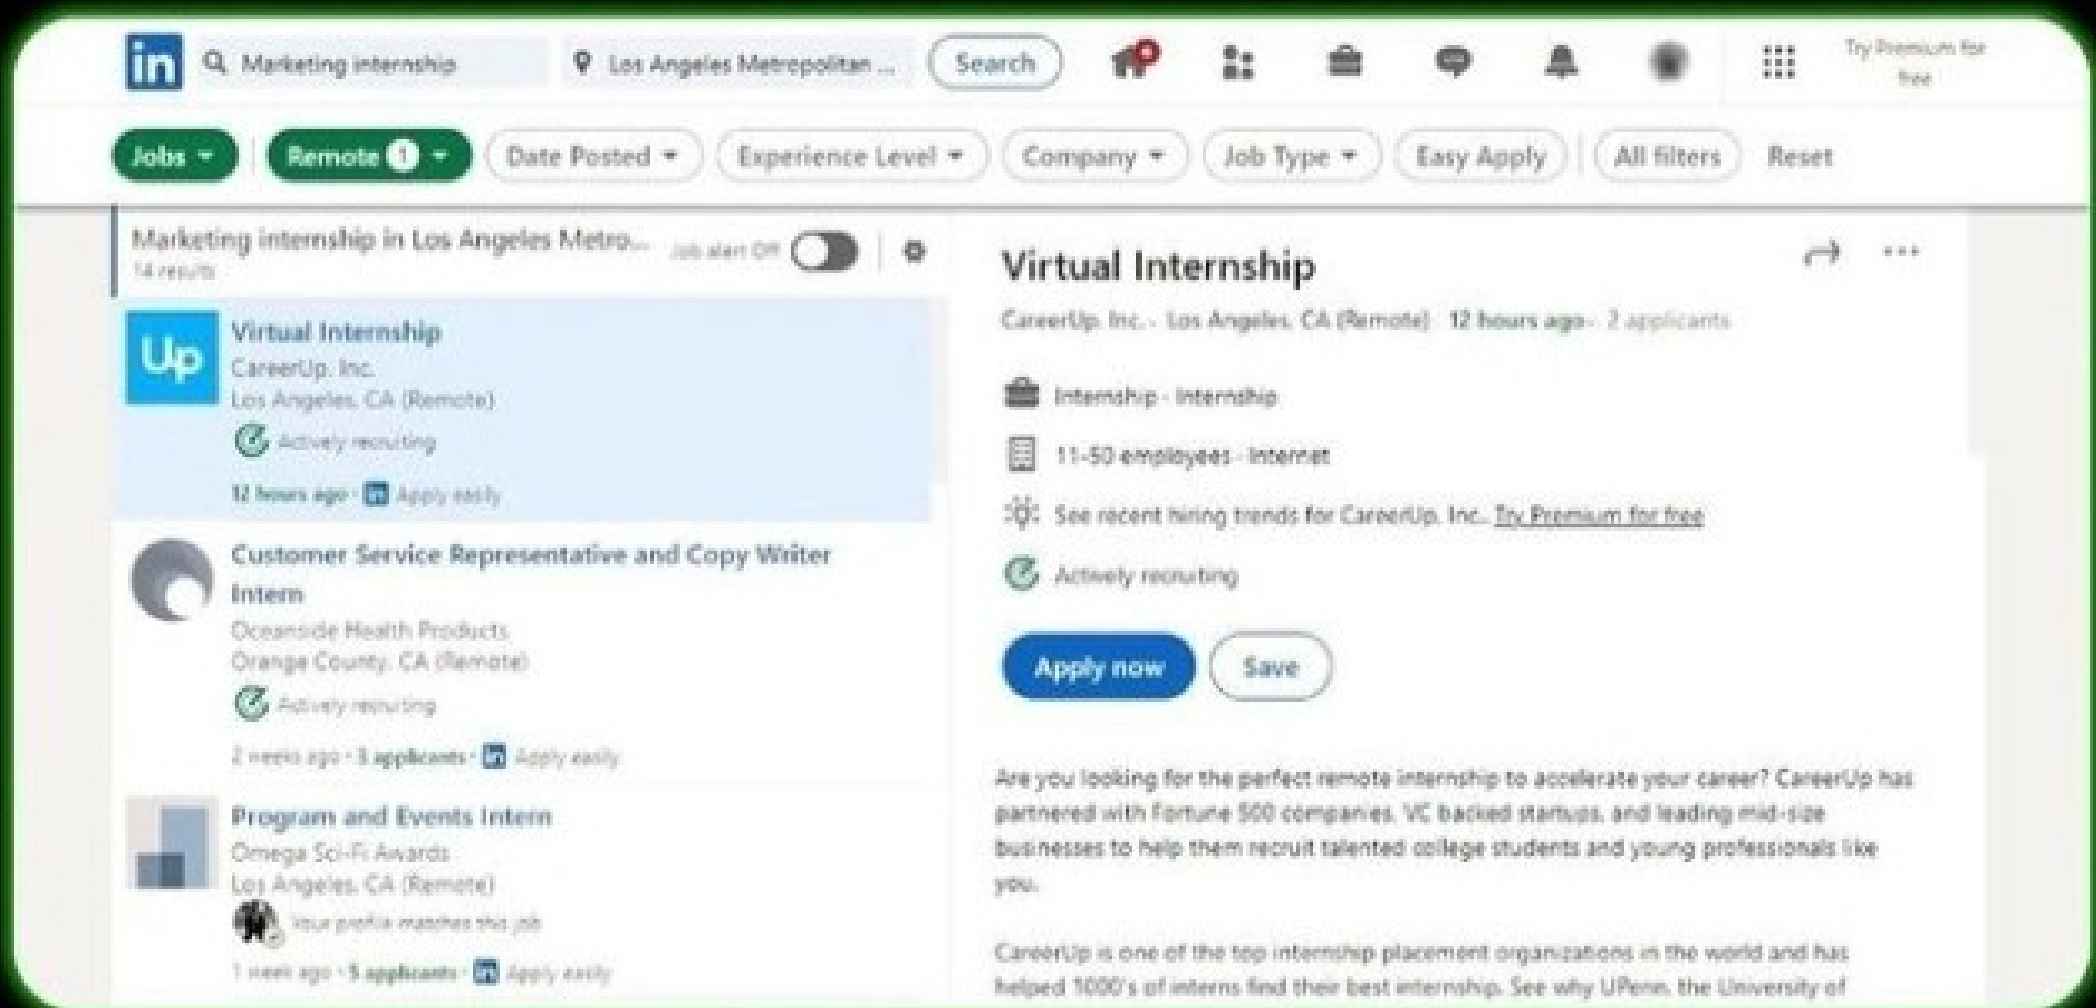 in Marketing internship Los Angeles Metropolitan ... Search Try Premium for
free
Jobs Remote 1 Date Posted Experience Level Company Job Type Easy Apply All filters Reset
Marketing internship in Los Angeles Metro... Job alert Off
14 results
Up
Virtual Internship
CareerUp, Inc.
Los Angeles, CA (Remote)
Actively recruiting
12 hours ago · in Apply easily
Customer Service Representative and Copy Writer
Intern
Oceanside Health Products
Orange County, CA (Remote)
Actively recruiting
2 weeks ago · 3 applicants · in Apply easily
Program and Events Intern
Omega Sci-Fi Awards
Los Angeles, CA (Remote)
Your profile matches this job
1 week ago · 5 applicants · in Apply easily
Virtual Internship
CareerUp, Inc. · Los Angeles, CA (Remote) 12 hours ago · 2 applicants
Internship · Internship
11-50 employees · Internet
See recent hiring trends for CareerUp, Inc.. Try Premium for free
Actively recruiting
Apply now Save
Are you looking for the perfect remote internship to accelerate your career? CareerUp has
partnered with Fortune 500 companies, VC backed startups, and leading mid-size
businesses to help them recruit talented college students and young professionals like
you.
CareerUp is one of the top internship placement organizations in the world and has
helped 1000's of interns find their best internship. See why UPenn, the University of